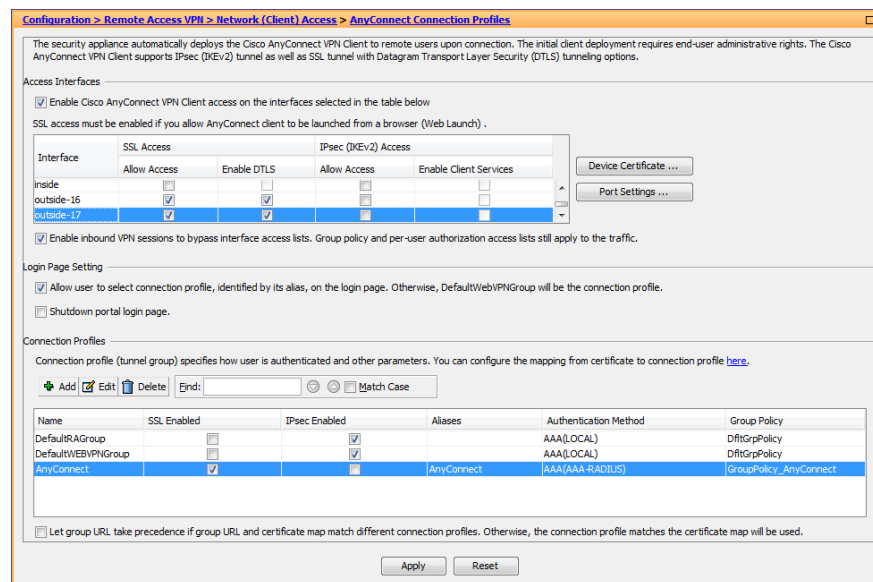 Configuration > Remote Access VPN > Network (Client) Access > AnyConnect Connection Profiles
The security appliance automatically deploys the Cisco AnyConnect VPN Client to remote users upon connection. The initial client deployment requires end-user administrative rights. The Cisco
AnyConnect VPN Client supports IPsec (IKEv2) tunnel as well as SSL tunnel with Datagram Transport Layer Security (DTLS) tunneling options.
Access Interfaces
Enable Cisco AnyConnect VPN Client access on the interfaces selected in the table below
SSL access must be enabled if you allow AnyConnect client to be launched from a browser (Web Launch) .
Interface SSL Access IPsec (IKEv2) Access
Allow Access Enable DTLS Allow Access Enable Client Services
inside
outside-16
outside-17
Device Certificate ...
Port Settings ...
Enable inbound VPN sessions to bypass interface access lists. Group policy and per-user authorization access lists still apply to the traffic.
Login Page Setting
Allow user to select connection profile, identified by its alias, on the login page. Otherwise, DefaultWebVPNGroup will be the connection profile.
Shutdown portal login page.
Connection Profiles
Connection profile (tunnel group) specifies how user is authenticated and other parameters. You can configure the mapping from certificate to connection profile here.
Add Edit Delete Find: Match Case
Name SSL Enabled IPsec Enabled Aliases Authentication Method Group Policy
DefaultRAGroup AAA(LOCAL) DfltGrpPolicy
DefaultWEBVPNGroup AAA(LOCAL) DfltGrpPolicy
AnyConnect AnyConnect AAA(AAA-RADIUS) GroupPolicy_AnyConnect
Let group URL take precedence if group URL and certificate map match different connection profiles. Otherwise, the connection profile matches the certificate map will be used.
Apply Reset